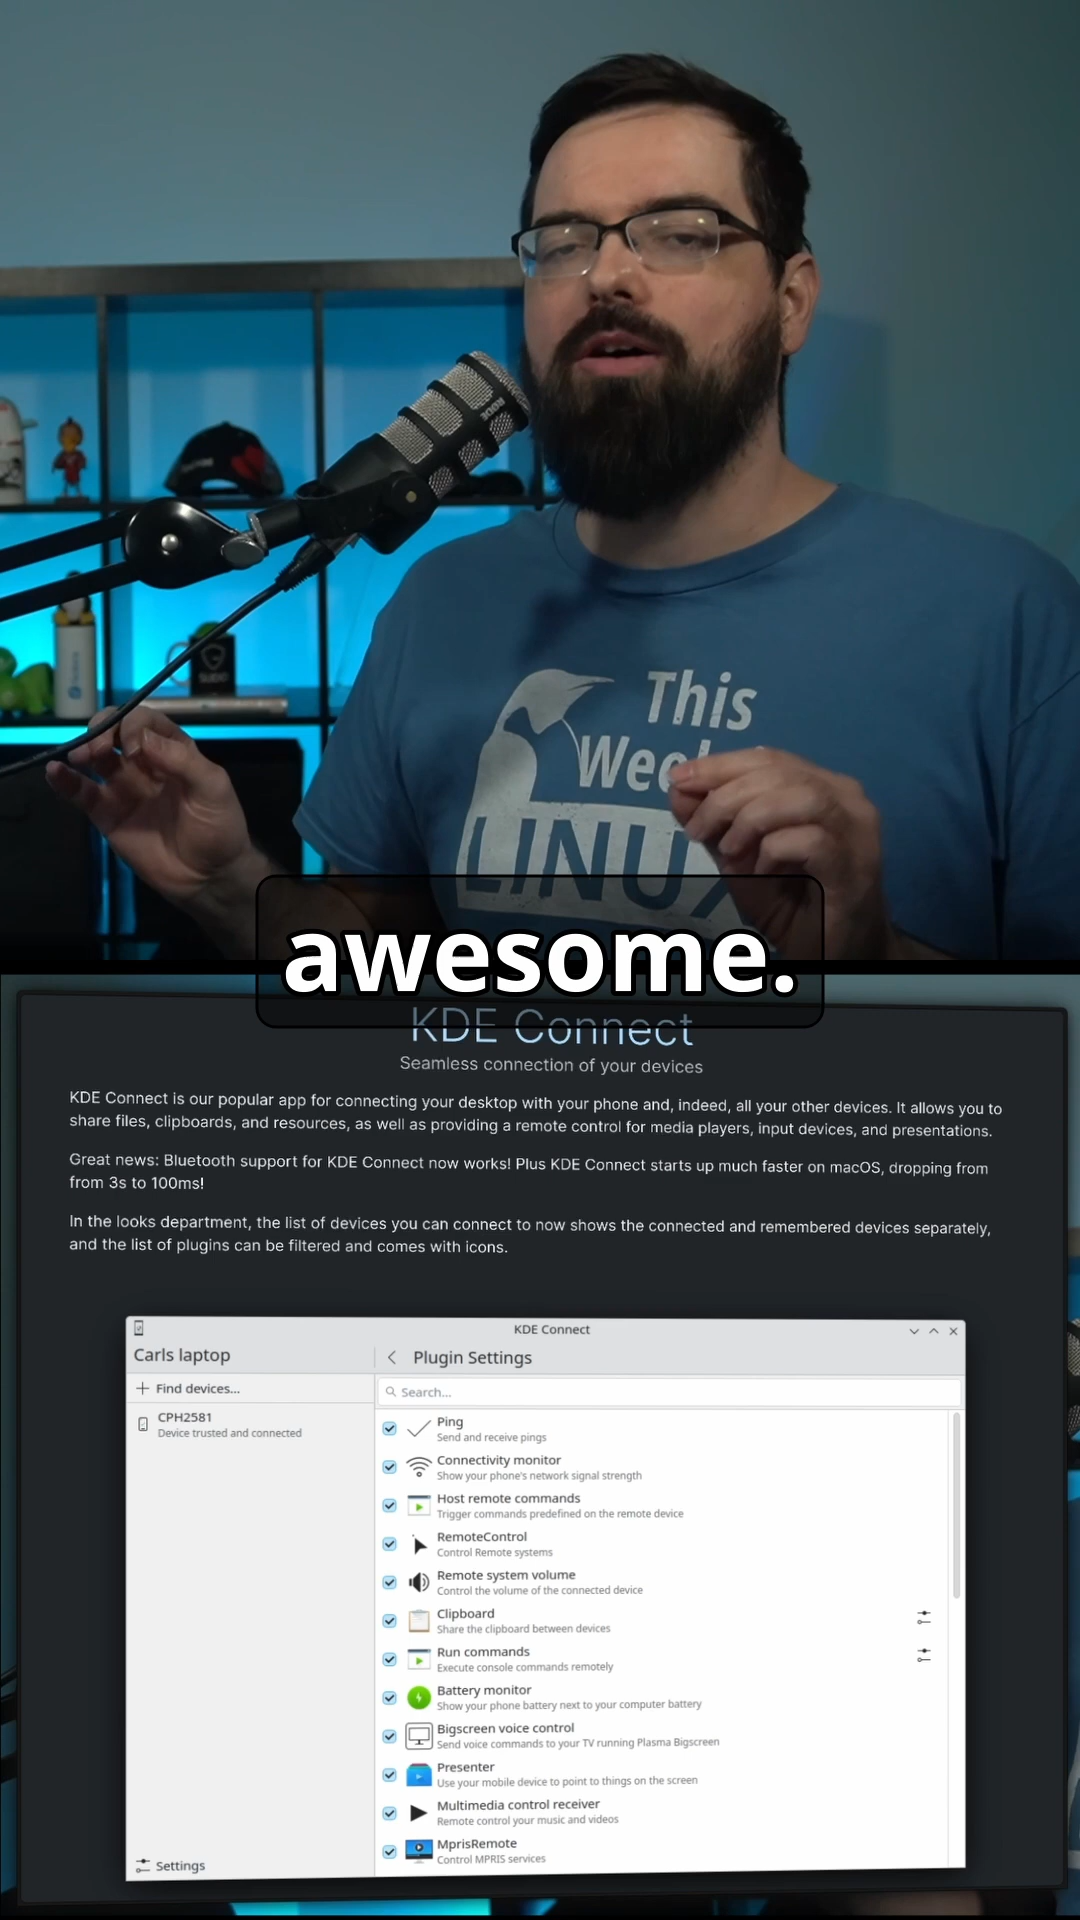 RØDE
SUDO
This
Week
LINUX
awesome.
KDE Connect
Seamless connection of your devices
KDE Connect is our popular app for connecting your desktop with your phone and, indeed, all your other devices. It allows you to
share files, clipboards, and resources, as well as providing a remote control for media players, input devices, and presentations.
Great news: Bluetooth support for KDE Connect now works! Plus KDE Connect starts up much faster on macOS, dropping from
from 3s to 100ms!
In the looks department, the list of devices you can connect to now shows the connected and remembered devices separately,
and the list of plugins can be filtered and comes with icons.
KDE Connect
Carls laptop
Plugin Settings
Find devices...
Search...
CPH2581
Device trusted and connected
Ping
Send and receive pings
Connectivity monitor
Show your phone's network signal strength
Host remote commands
Trigger commands predefined on the remote device
RemoteControl
Control Remote systems
Remote system volume
Control the volume of the connected device
Clipboard
Share the clipboard between devices
Run commands
Execute console commands remotely
Battery monitor
Show your phone battery next to your computer battery
Bigscreen voice control
Send voice commands to your TV running Plasma Bigscreen
Presenter
Use your mobile device to point to things on the screen
Multimedia control receiver
Remote control your music and videos
MprisRemote
Control MPRIS services
Settings